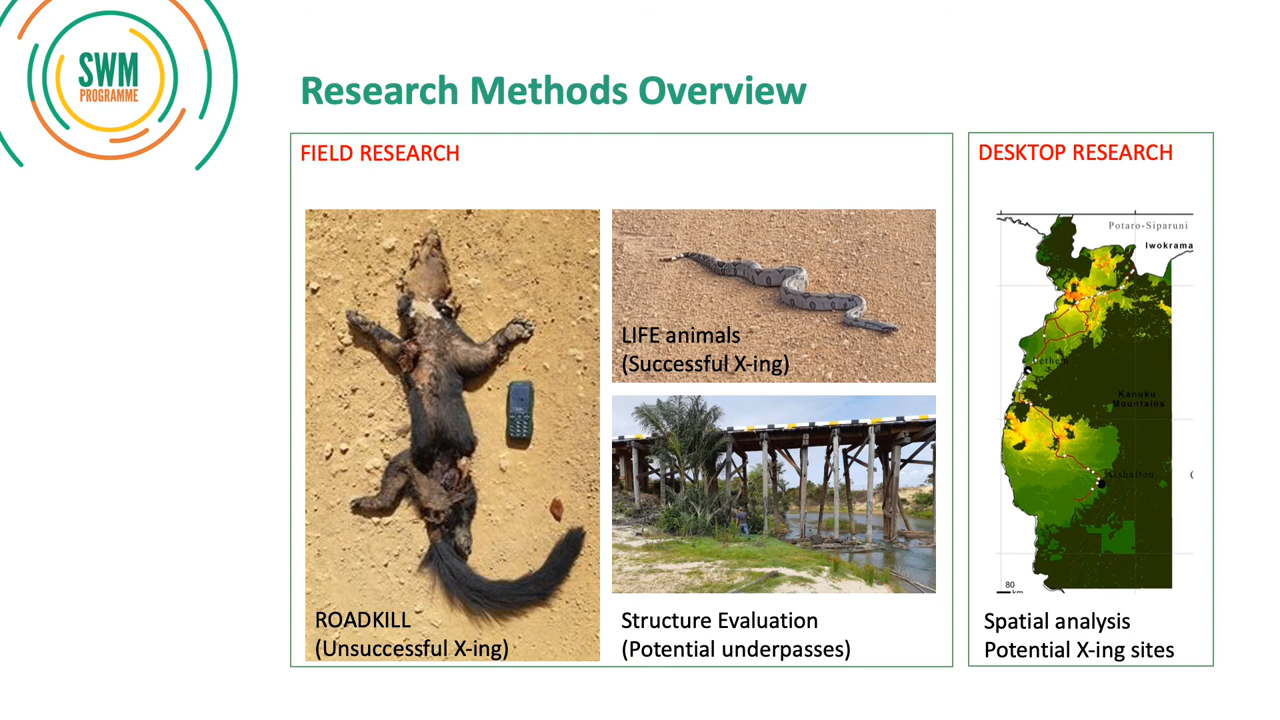 SWM
PROGRAMME
Research Methods Overview
FIELD RESEARCH
ROADKILL
(Unsuccessful X-ing)
LIFE animals
(Successful X-ing)
Structure Evaluation
(Potential underpasses)
DESKTOP RESEARCH
Potaro-Siparuni
Iwokrama
Kanuku
Mountains
80
km
Spatial analysis
Potential X-ing sites